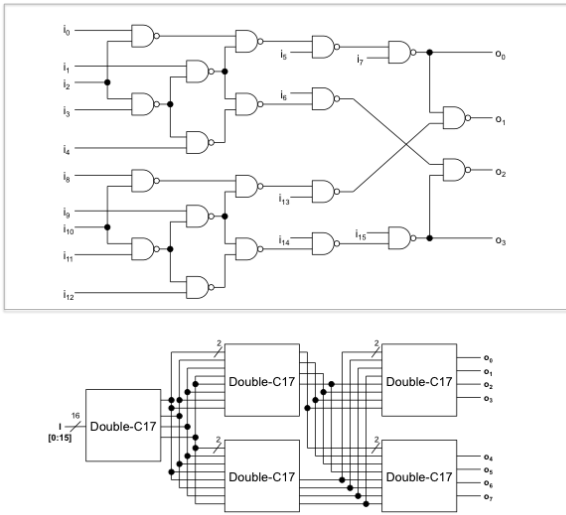 i0
o0
i5
i7
i1
i2
i6
i3
o1
i4
o2
i8
i13
i9
i10
i14
i15
o3
i11
i12
2
2
Double-C17
Double-C17
o0
o1
o2
o3
16
I
Double-C17
[0:15]
2
2
Double-C17
Double-C17
o4
o5
o6
o7